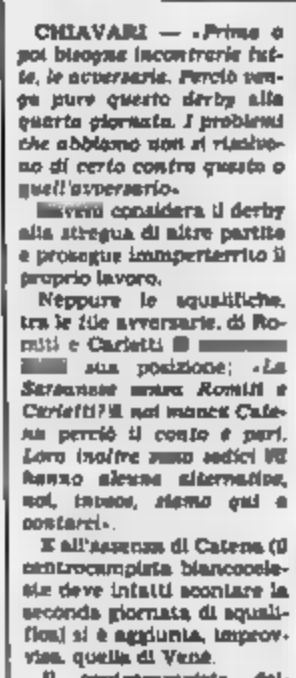 CHIAVARI — «Prima o
poi bisogna incontrarle tut-
te, le avversarie. Perciò ven-
ga pure questo derby alla
quarta giornata. I problemi
che abbiamo non si risolvo-
no di certo contro questo o
quell'avversario».
considera il derby
alla stregua di altre partite
e prosegue imperterrito il
proprio lavoro.
Neppure le squalifiche,
tra le file avversarie, di Ro-
miti e Carletti
sua posizione: «La
Sarzanese senza Romiti e
Carletti? A noi manca Cate-
na perciò il conto è pari.
Loro inoltre sono sedici
hanno alcune alternative,
noi, invece, siamo qui a
contarci».
E all'assenza di Catena (il
centrocampista biancocele-
ste deve infatti scontare la
seconda giornata di squali-
fica) si è aggiunta, improv-
visa, quella di Venè.